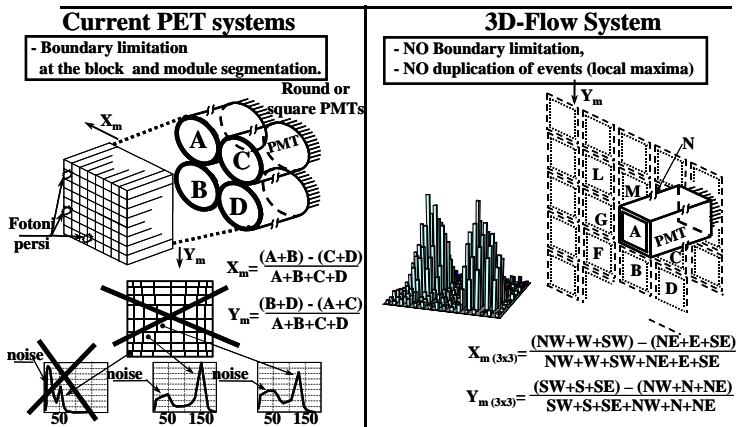 Current PET systems
- Boundary limitation
at the block and module segmentation.
Round or
square PMTs
X_m
A
C
PMT
B
D
Fotoni
persi
Y_m
X_m=(A+B) - (C+D)
A+B+C+D
Y_m=(B+D) - (A+C)
A+B+C+D
noise
noise
noise
50
50 150
50 150
3D-Flow System
- NO Boundary limitation,
- NO duplication of events (local maxima)
Y_m
N
L
M
G
A
PMT
F
B
C
D
X_m (3x3)=(NW+W+SW) – (NE+E+SE)
NW+W+SW+NE+E+SE
Y_m (3x3)=(SW+S+SE) – (NW+N+NE)
SW+S+SE+NW+N+NE